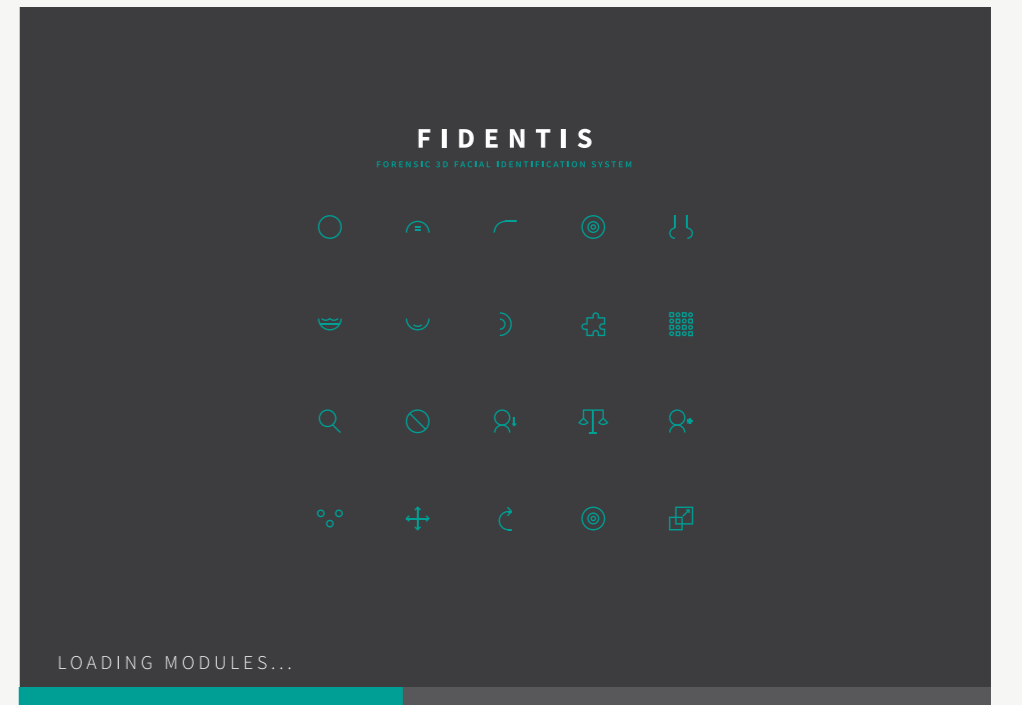 FIDENTIS
FORENSIC 3D FACIAL IDENTIFICATION SYSTEM
LOADING MODULES...